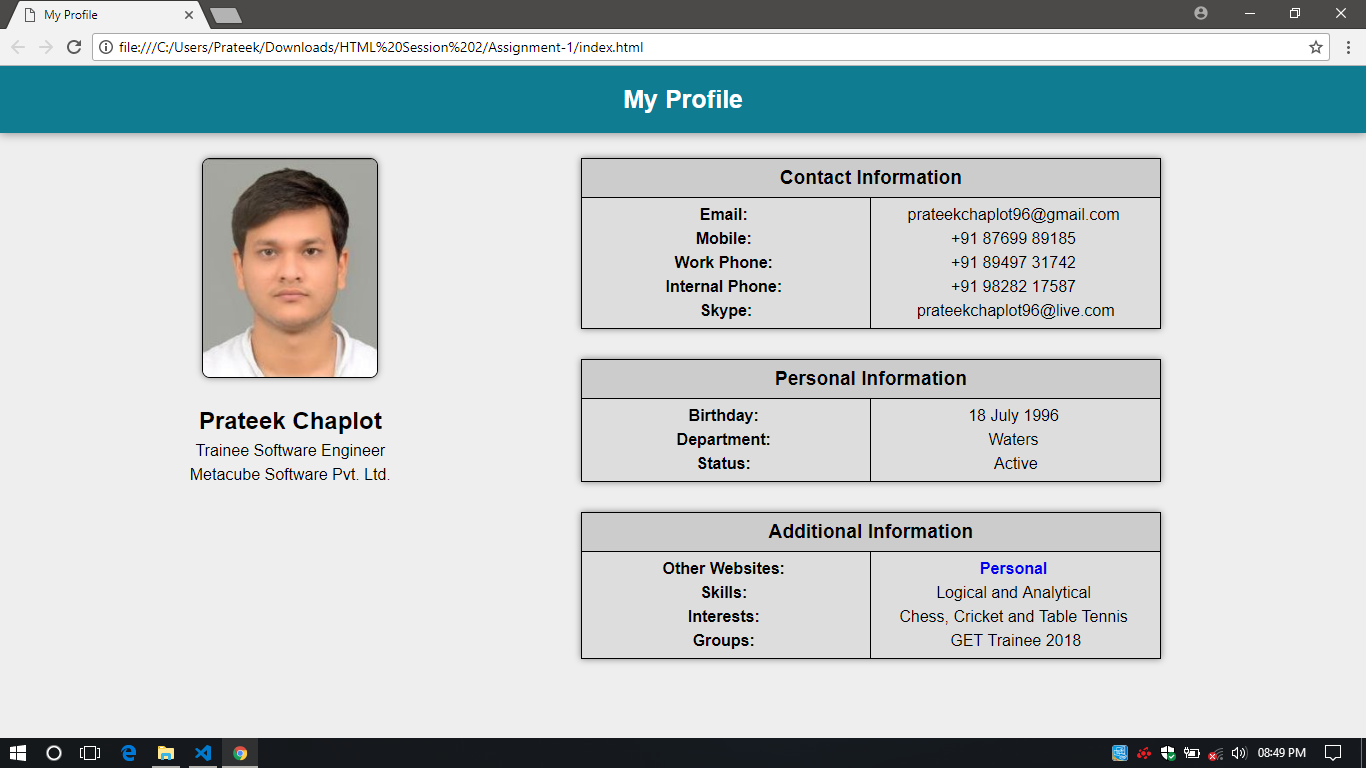 My Profile
file:///C:/Users/Prateek/Downloads/HTML%20Session%202/Assignment-1/index.html
My Profile
Prateek Chaplot
Trainee Software Engineer
Metacube Software Pvt. Ltd.
Contact Information
Email: prateekchaplot96@gmail.com
Mobile: +91 87699 89185
Work Phone: +91 89497 31742
Internal Phone: +91 98282 17587
Skype: prateekchaplot96@live.com
Personal Information
Birthday: 18 July 1996
Department: Waters
Status: Active
Additional Information
Other Websites: Personal
Skills: Logical and Analytical
Interests: Chess, Cricket and Table Tennis
Groups: GET Trainee 2018
08:49 PM